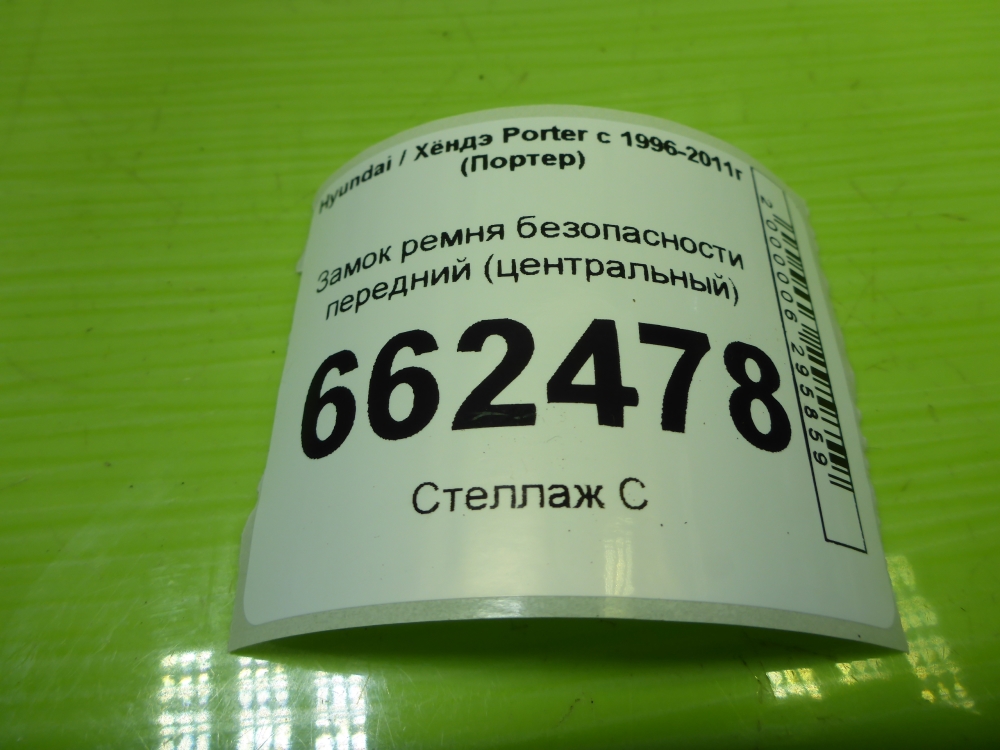 Hyundai / Хёндэ Porter с 1996-2011г
(Портер)
Замок ремня безопасности
передний (центральный)
662478
Стеллаж С
2000006295859